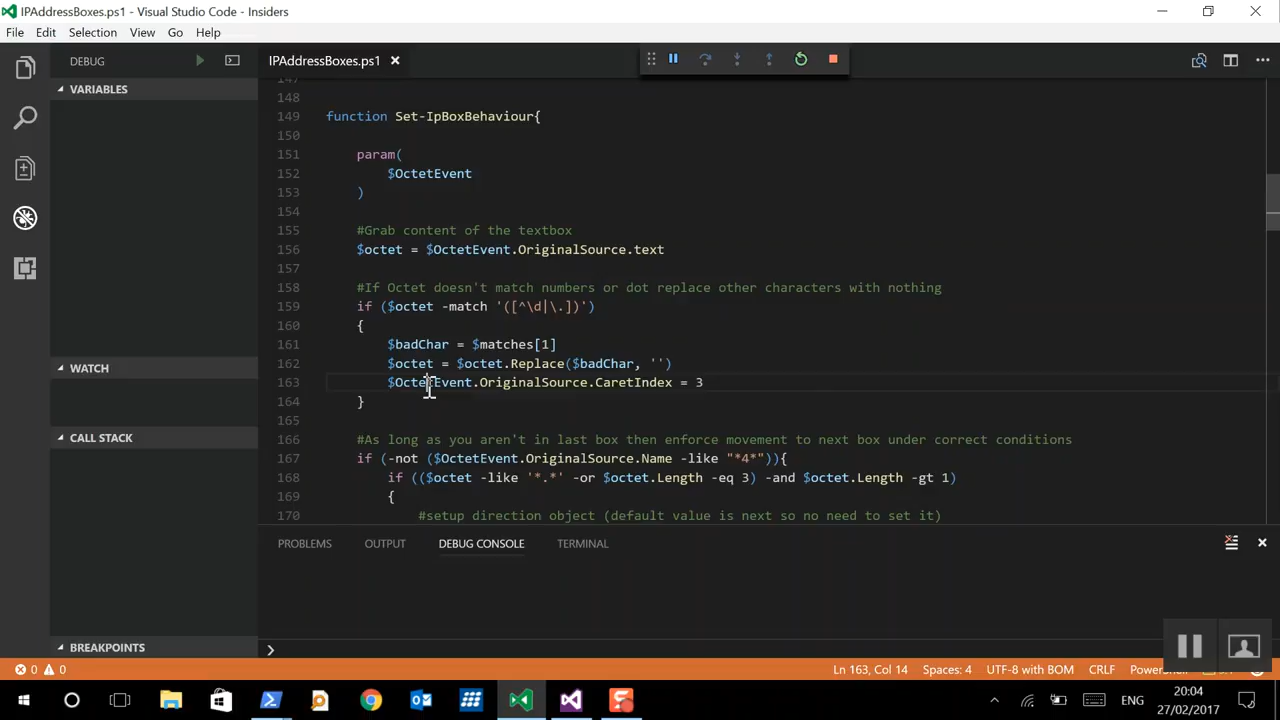 IPAddressBoxes.ps1 - Visual Studio Code - Insiders
File Edit Selection View Go Help
DEBUG
IPAddressBoxes.ps1
VARIABLES
WATCH
CALL STACK
BREAKPOINTS
147
148
149 function Set-IpBoxBehaviour{
150
151 param(
152 $OctetEvent
153 )
154
155 #Grab content of the textbox
156 $octet = $OctetEvent.OriginalSource.text
157
158 #If Octet doesn't match numbers or dot replace other characters with nothing
159 if ($octet -match '([^\d|\.])')
160 {
161 $badChar = $matches[1]
162 $octet = $octet.Replace($badChar, '')
163 $OctetEvent.OriginalSource.CaretIndex = 3
164 }
165
166 #As long as you aren't in last box then enforce movement to next box under correct conditions
167 if (-not ($OctetEvent.OriginalSource.Name -like "*4*")){
168 if (($octet -like '*.*' -or $octet.Length -eq 3) -and $octet.Length -gt 1)
169 {
170 #setup direction object (default value is next so no need to set it)
PROBLEMS OUTPUT DEBUG CONSOLE TERMINAL
>
0 0 Ln 163, Col 14 Spaces: 4 UTF-8 with BOM CRLF
ENG
20:04
27/02/2017